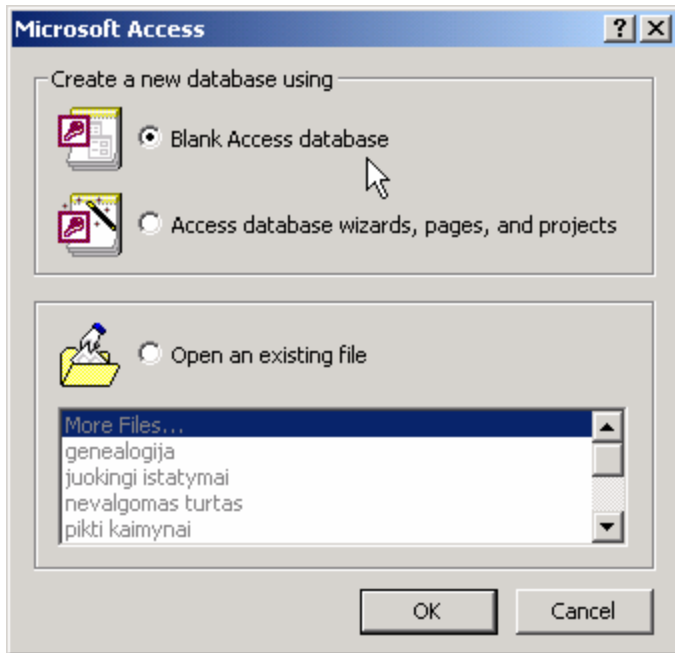 Microsoft Access
Create a new database using
Blank Access database
Access database wizards, pages, and projects
Open an existing file
More Files...
genealogija
juokingi istatymai
nevalgomas turtas
pikti kaimynai
OK
Cancel